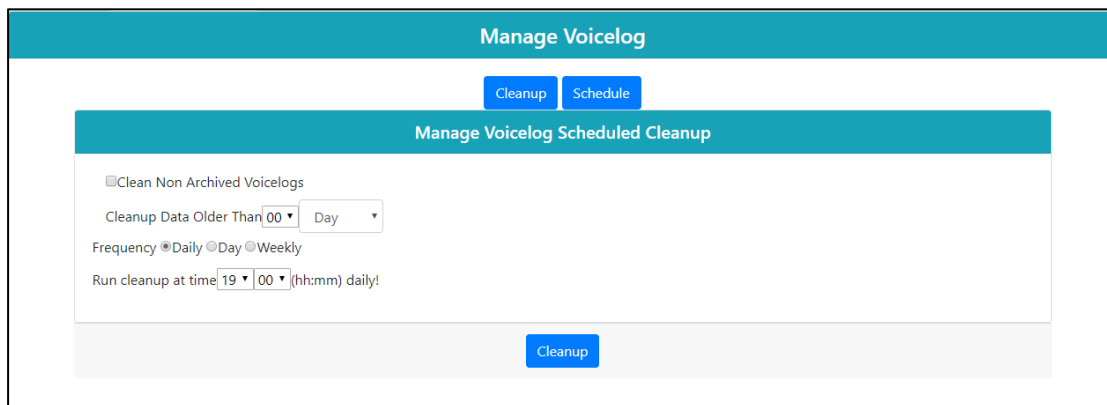 Manage Voicelog
Cleanup Schedule
Manage Voicelog Scheduled Cleanup
Clean Non Archived Voicelogs
Cleanup Data Older Than 00 Day
Frequency Daily Day Weekly
Run cleanup at time 19 00 (hh:mm) daily!
Cleanup